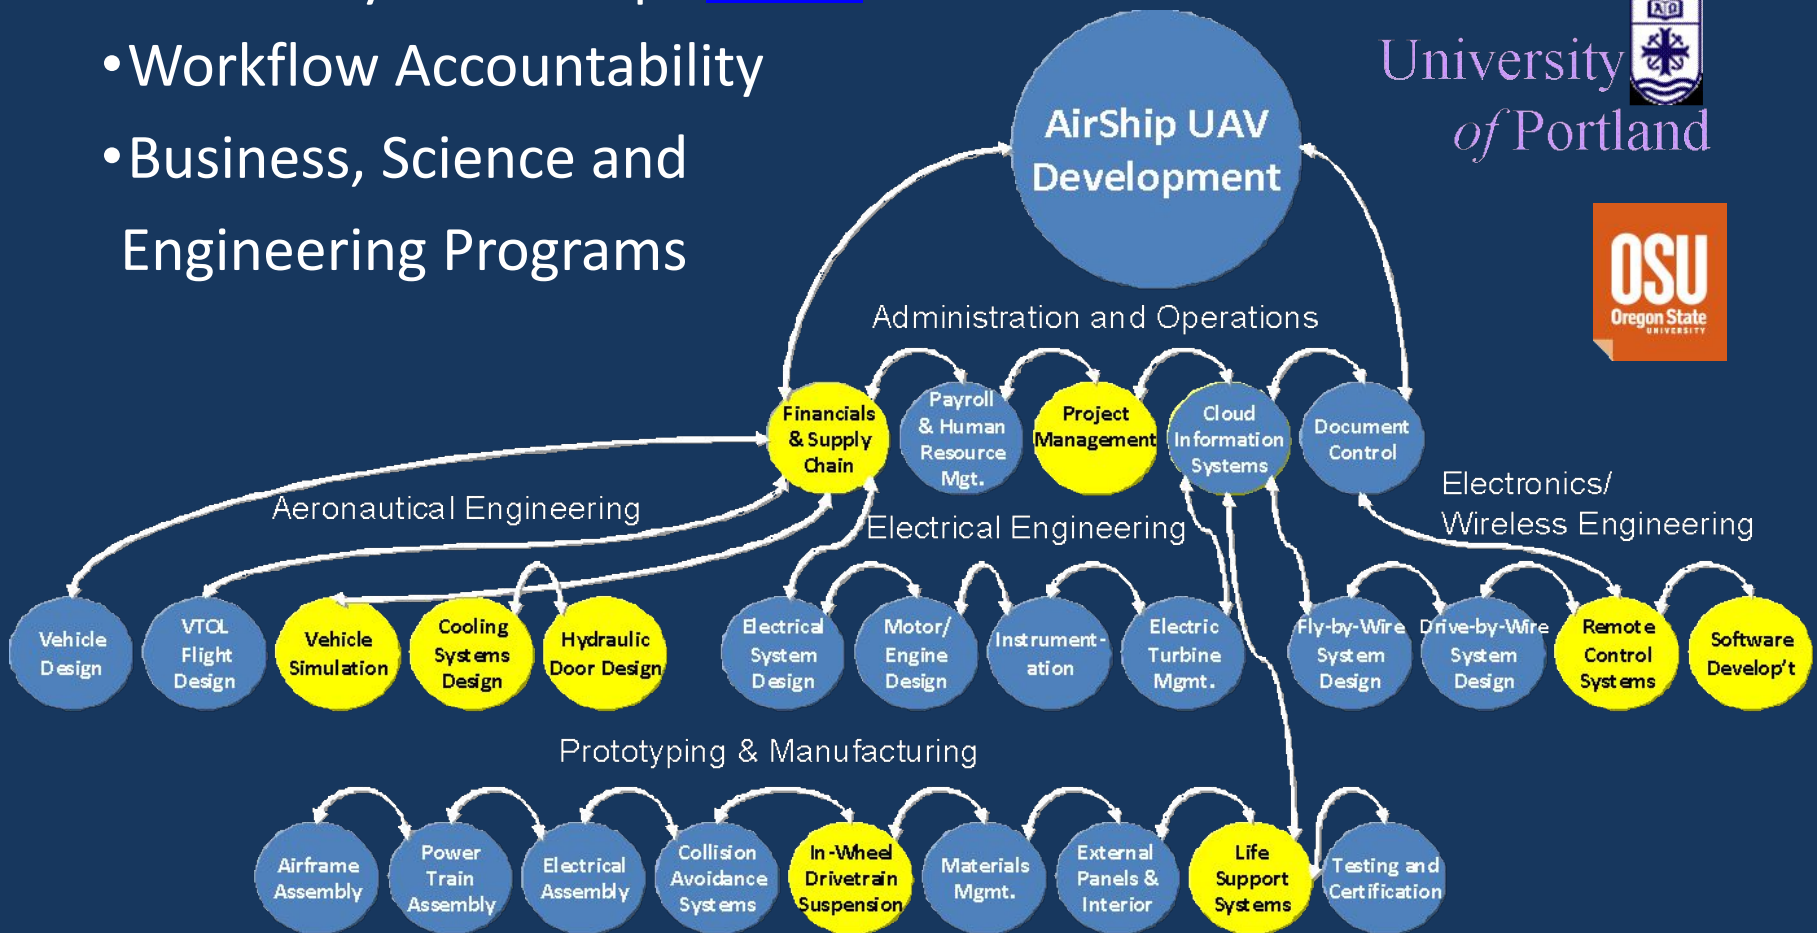 •Workflow Accountability
•Business, Science and
Engineering Programs
University
of Portland
OSU
Oregon State
UNIVERSITY
AirShip UAV
Development
Administration and Operations
Financials
& Supply
Chain
Payroll
& Human
Resource
Mgt.
Project
Management
Cloud
Information
Systems
Document
Control
Aeronautical Engineering
Electrical Engineering
Electronics/
Wireless Engineering
Vehicle
Design
VTOL
Flight
Design
Vehicle
Simulation
Cooling
Systems
Design
Hydraulic
Door Design
Electrical
System
Design
Motor/
Engine
Design
Instrument-
ation
Electric
Turbine
Mgmt.
Fly-by-Wire
System
Design
Drive-by-Wire
System
Design
Remote
Control
Systems
Software
Develop't
Prototyping & Manufacturing
Airframe
Assembly
Power
Train
Assembly
Electrical
Assembly
Collision
Avoidance
Systems
In-Wheel
Drivetrain
Suspension
Materials
Mgmt.
External
Panels &
Interior
Life
Support
Systems
Testing and
Certification